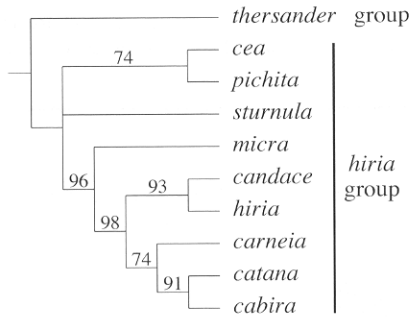 thersander group
cea
74
pichita
sturnula
micra
96
candace
93
hiria
98
hiria
group
carneia
74
catana
91
cabira